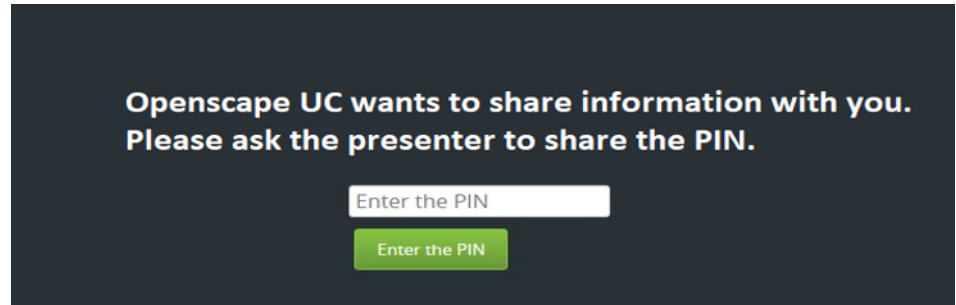 Openscape UC wants to share information with you.
Please ask the presenter to share the PIN.
Enter the PIN
Enter the PIN